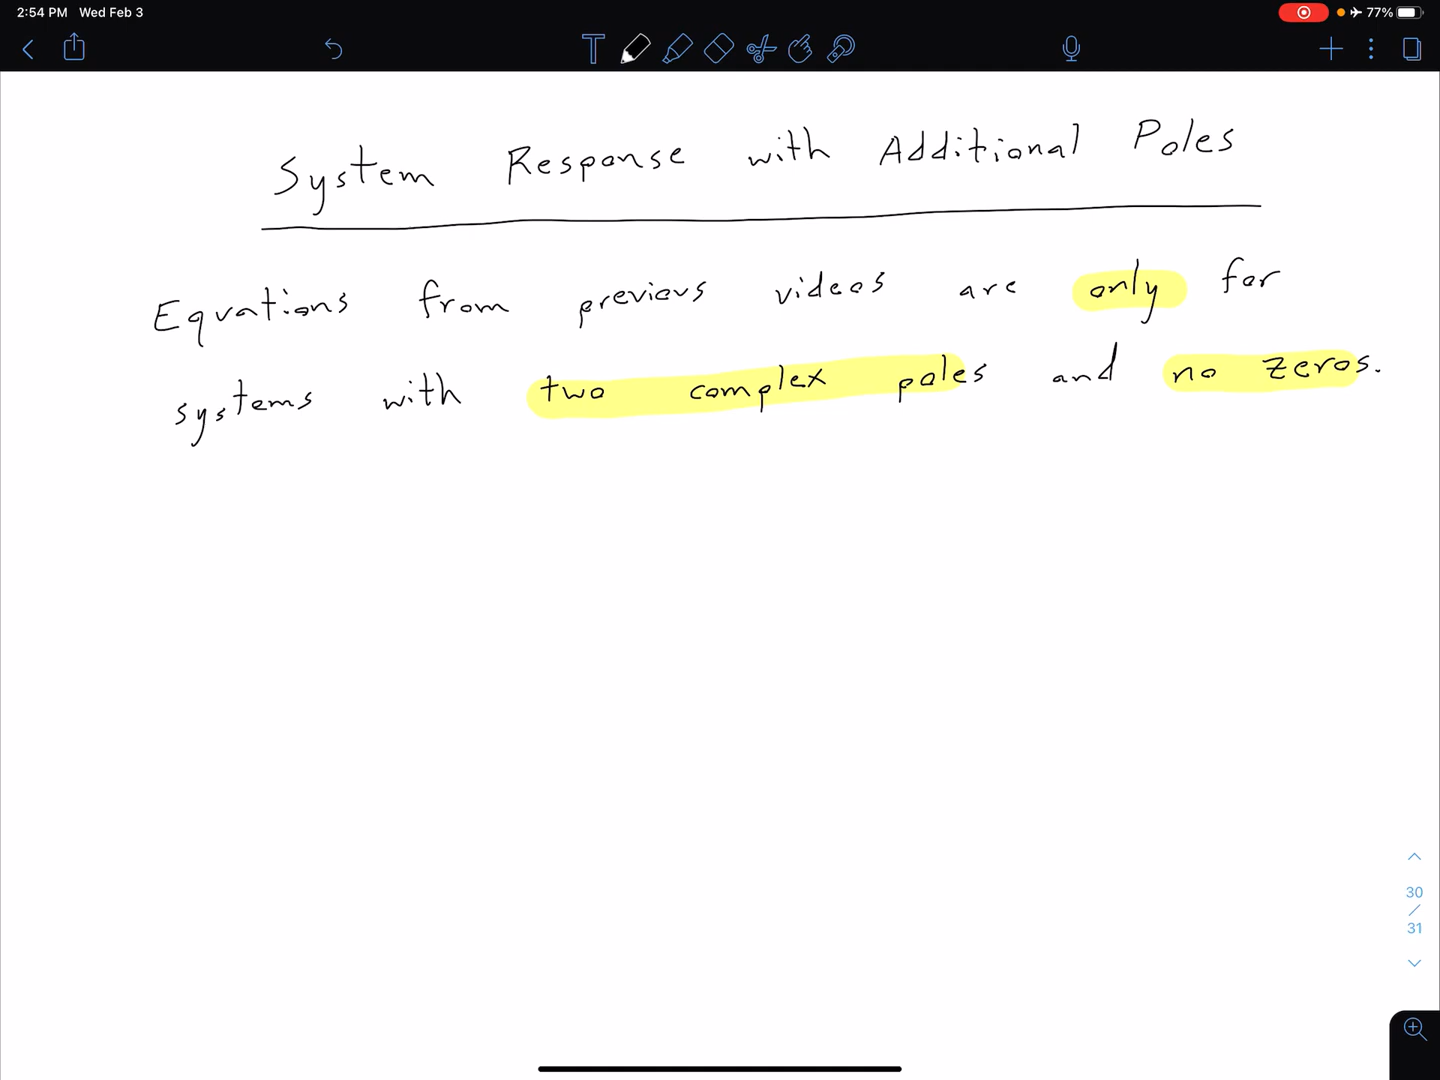 2:54 PM Wed Feb 3
77%
T
System Response with Additional Poles
Equations from previous videos are only for
systems with two complex poles and no zeros.
30
/
31